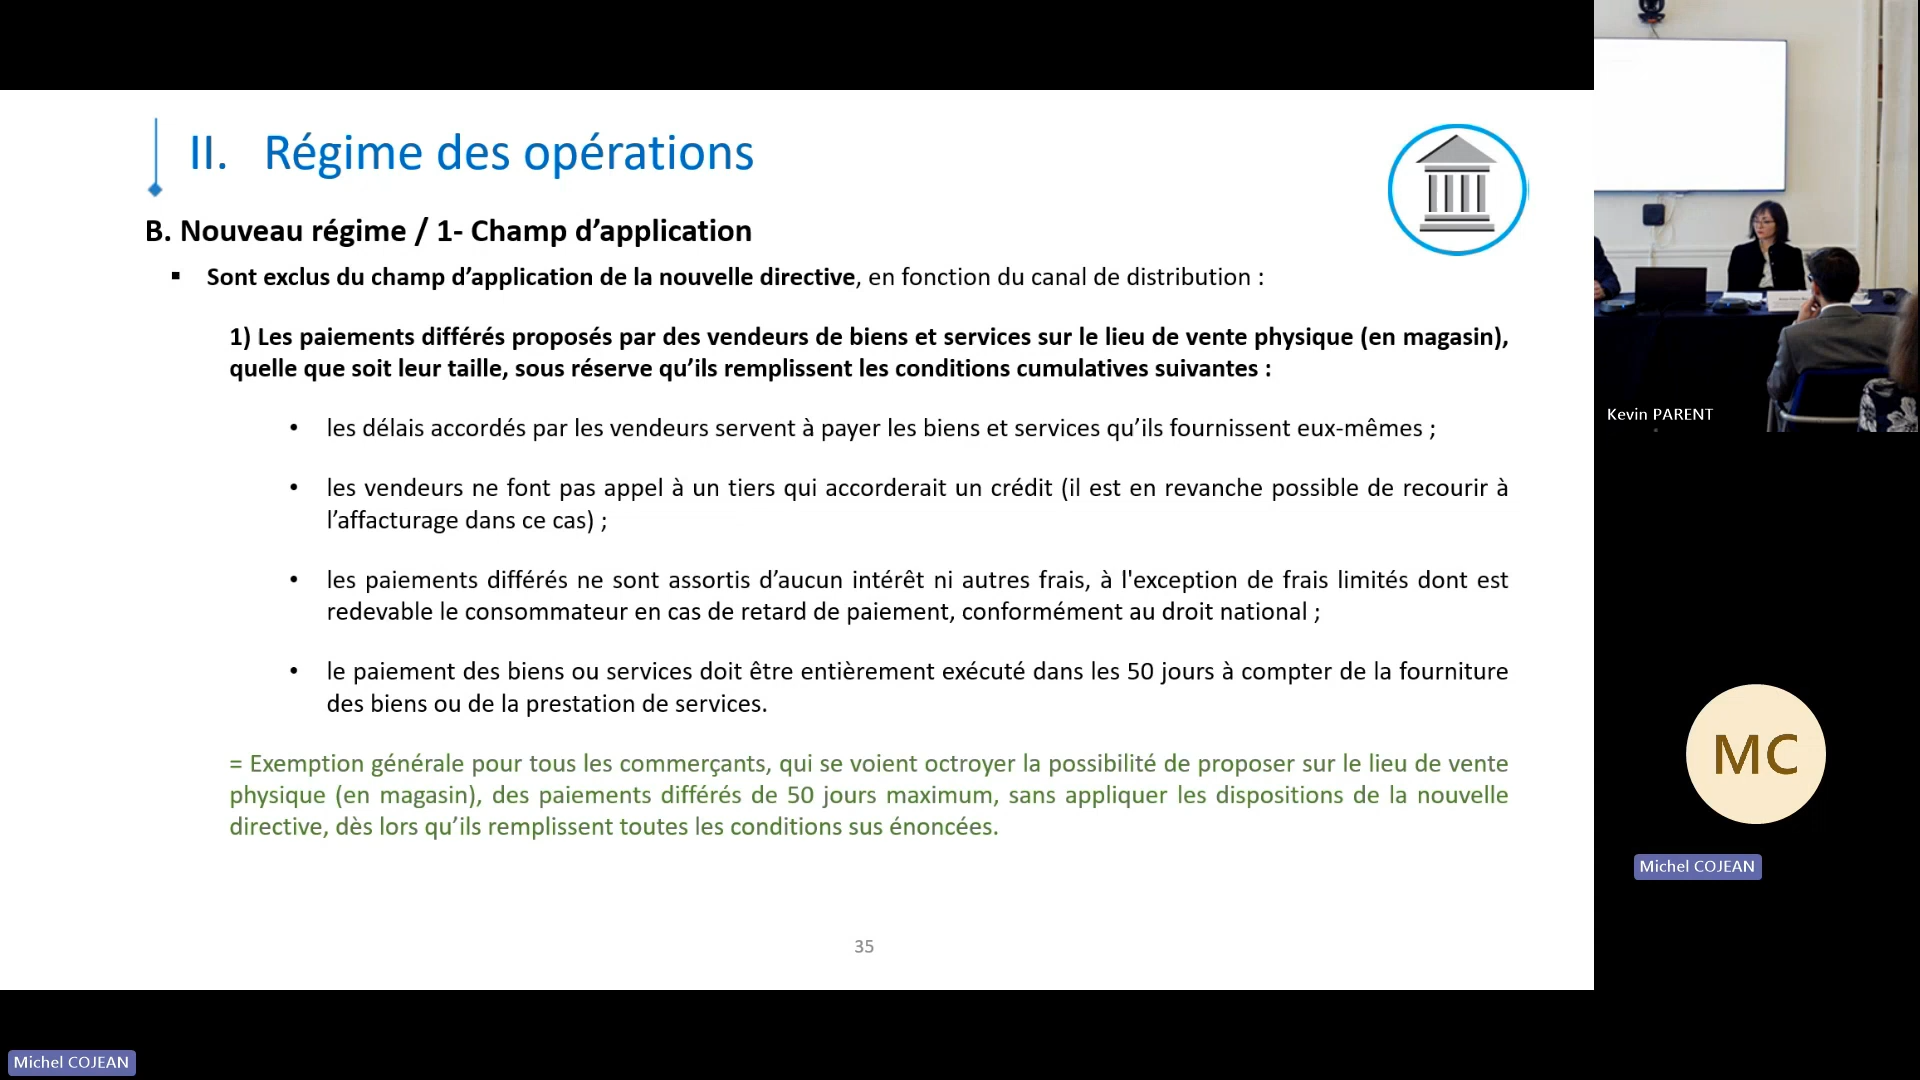 II. Régime des opérations
B. Nouveau régime / 1- Champ d’application
▪ Sont exclus du champ d’application de la nouvelle directive, en fonction du canal de distribution :
1) Les paiements différés proposés par des vendeurs de biens et services sur le lieu de vente physique (en magasin),
quelle que soit leur taille, sous réserve qu’ils remplissent les conditions cumulatives suivantes :
• les délais accordés par les vendeurs servent à payer les biens et services qu’ils fournissent eux-mêmes ;
• les vendeurs ne font pas appel à un tiers qui accorderait un crédit (il est en revanche possible de recourir à
l’affacturage dans ce cas) ;
• les paiements différés ne sont assortis d’aucun intérêt ni autres frais, à l'exception de frais limités dont est
redevable le consommateur en cas de retard de paiement, conformément au droit national ;
• le paiement des biens ou services doit être entièrement exécuté dans les 50 jours à compter de la fourniture
des biens ou de la prestation de services.
= Exemption générale pour tous les commerçants, qui se voient octroyer la possibilité de proposer sur le lieu de vente
physique (en magasin), des paiements différés de 50 jours maximum, sans appliquer les dispositions de la nouvelle
directive, dès lors qu’ils remplissent toutes les conditions sus énoncées.
35
Kevin PARENT
MC
Michel COJEAN
Michel COJEAN